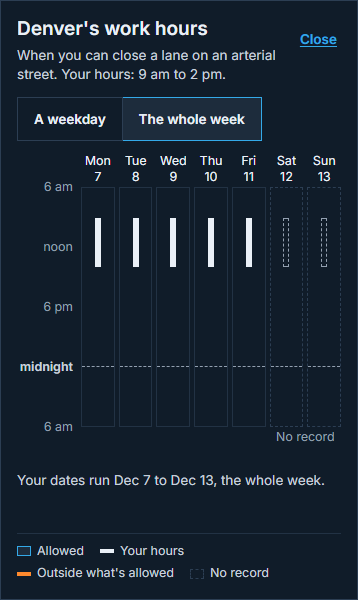 Denver's work hours
Close
When you can close a lane on an arterial
street. Your hours: 9 am to 2 pm.
A weekday
The whole week
Mon Tue Wed Thu Fri Sat Sun
7 8 9 10 11 12 13
6 am
noon
6 pm
midnight
6 am
No record
Your dates run Dec 7 to Dec 13, the whole week.
Allowed
Your hours
Outside what's allowed
No record